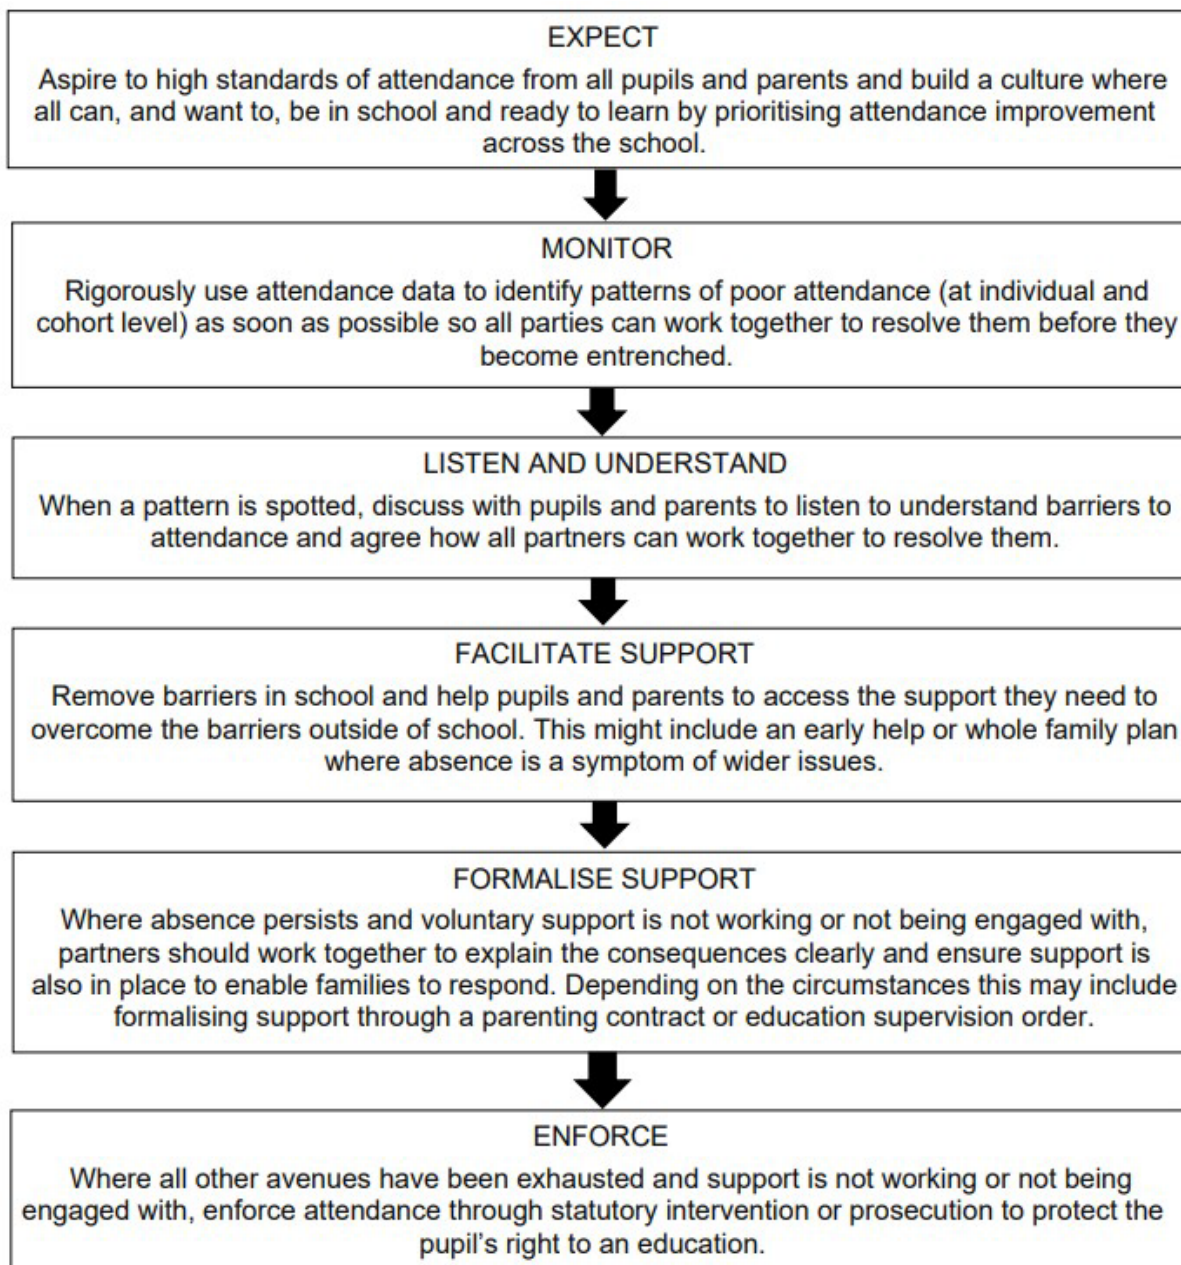 EXPECT
Aspire to high standards of attendance from all pupils and parents and build a culture where
all can, and want to, be in school and ready to learn by prioritising attendance improvement
across the school.
MONITOR
Rigorously use attendance data to identify patterns of poor attendance (at individual and
cohort level) as soon as possible so all parties can work together to resolve them before they
become entrenched.
LISTEN AND UNDERSTAND
When a pattern is spotted, discuss with pupils and parents to listen to understand barriers to
attendance and agree how all partners can work together to resolve them.
FACILITATE SUPPORT
Remove barriers in school and help pupils and parents to access the support they need to
overcome the barriers outside of school. This might include an early help or whole family plan
where absence is a symptom of wider issues.
FORMALISE SUPPORT
Where absence persists and voluntary support is not working or not being engaged with,
partners should work together to explain the consequences clearly and ensure support is
also in place to enable families to respond. Depending on the circumstances this may include
formalising support through a parenting contract or education supervision order.
ENFORCE
Where all other avenues have been exhausted and support is not working or not being
engaged with, enforce attendance through statutory intervention or prosecution to protect the
pupil's right to an education.